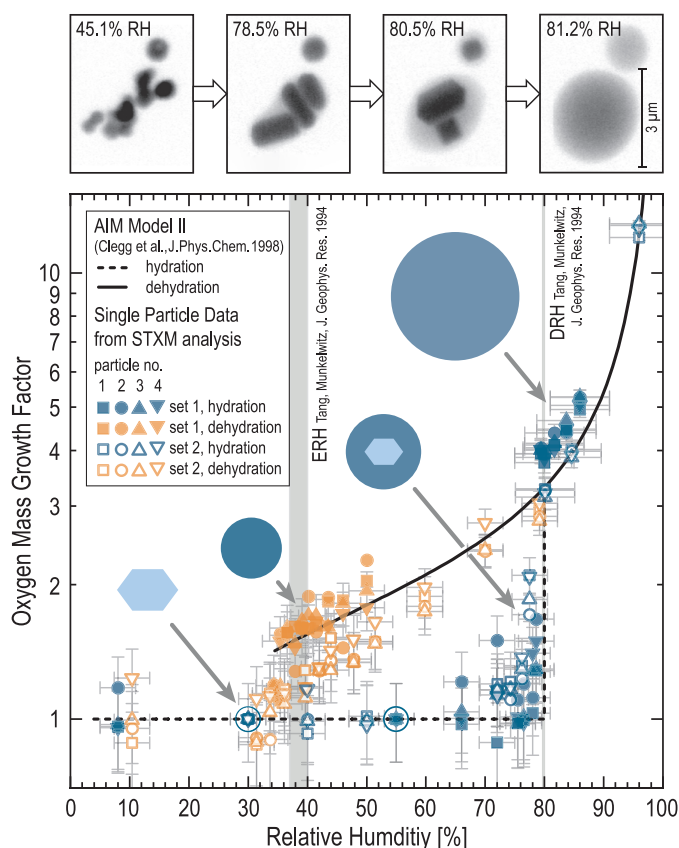 45.1% RH
78.5% RH
80.5% RH
81.2% RH
3 µm
AIM Model II
(Clegg et al., J.Phys.Chem. 1998)
hydration
dehydration
Single Particle Data
from STXM analysis
particle no.
1 2 3 4
set 1, hydration
set 1, dehydration
set 2, hydration
set 2, dehydration
ERH Tang, Munkelwitz, J. Geophys. Res. 1994
DRH Tang, Munkelwitz,
J. Geophys. Res. 1994
Oxygen Mass Growth Factor
10
9
8
7
6
5
4
3
2
1
0 10 20 30 40 50 60 70 80 90 100
Relative Humditiy [%]